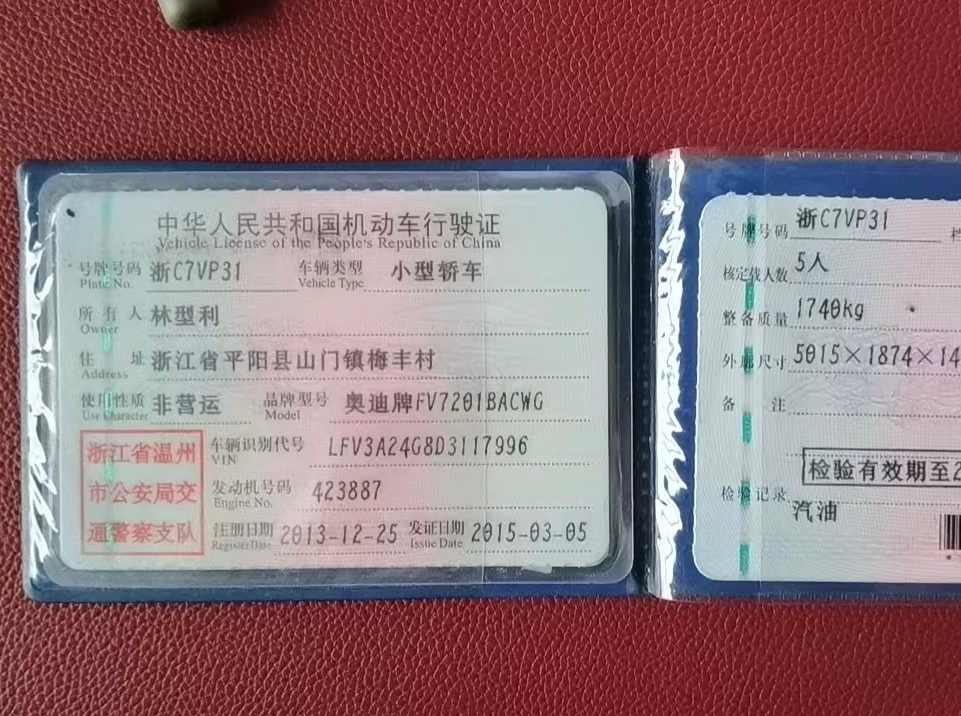 中华人民共和国机动车行驶证
Vehicle License of the People's Republic of China
号牌号码 浙C7VP31 车辆类型 小型轿车
Plate No. Vehicle Type
所有人 林型利
Owner
住址 浙江省平阳县山门镇梅丰村
Address
使用性质 非营运 品牌型号 奥迪牌FV7201BACWG
Use Character Model
浙江省温州
市公安局交
通警察支队
车辆识别代号 LFV3A24G8D3117996
VIN
发动机号码 423887
Engine No.
注册日期 2013-12-25 发证日期 2015-03-05
Register Date Issue Date
号牌号码 浙C7VP31
核定载人数 5人
整备质量 1740kg
外廓尺寸 5015×1874×14
备注
检验有效期至2
检验记录
汽油